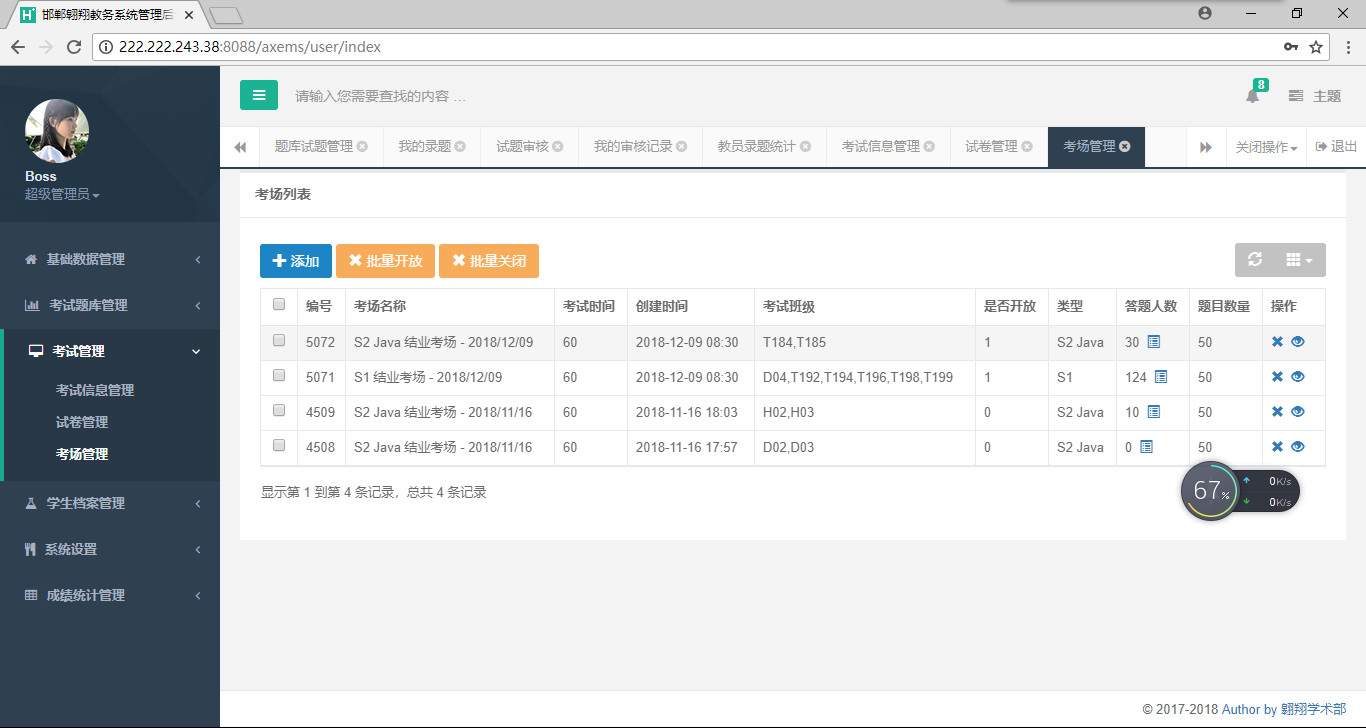 邯郸翱翔教务系统管理后
222.222.243.38:8088/axems/user/index
Boss
超级管理员
基础数据管理
考试题库管理
考试管理
考试信息管理
试卷管理
考场管理
学生档案管理
系统设置
成绩统计管理
请输入您需要查找的内容 …
8
主题
题库试题管理 我的录题 试题审核 我的审核记录 教员录题统计 考试信息管理 试卷管理 考场管理 关闭操作 退出
考场列表
添加 批量开放 批量关闭
编号 考场名称 考试时间 创建时间 考试班级 是否开放 类型 答题人数 题目数量 操作
5072 S2 Java 结业考场 - 2018/12/09 60 2018-12-09 08:30 T184,T185 1 S2 Java 30 50
5071 S1 结业考场 - 2018/12/09 60 2018-12-09 08:30 D04,T192,T194,T196,T198,T199 1 S1 124 50
4509 S2 Java 结业考场 - 2018/11/16 60 2018-11-16 18:03 H02,H03 0 S2 Java 10 50
4508 S2 Java 结业考场 - 2018/11/16 60 2018-11-16 17:57 D02,D03 0 S2 Java 0 50
显示第 1 到第 4 条记录，总共 4 条记录
67%
0K/s
0K/s
© 2017-2018 Author by 翱翔学术部